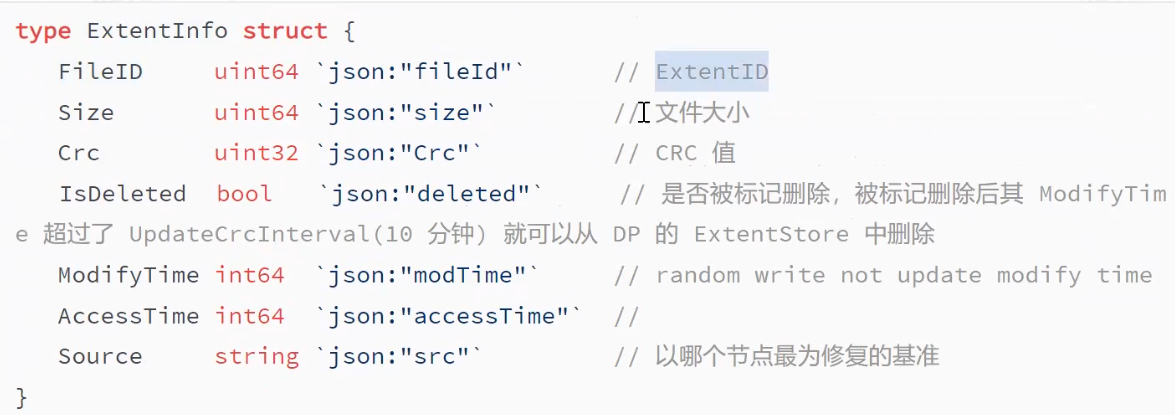 type ExtentInfo struct {
FileID uint64 `json:"fileId"` // ExtentID
Size uint64 `json:"size"` // 文件大小
Crc uint32 `json:"Crc"` // CRC 值
IsDeleted bool `json:"deleted"` // 是否被标记删除，被标记删除后其 ModifyTim
e 超过了 UpdateCrcInterval(10 分钟) 就可以从 DP 的 ExtentStore 中删除
ModifyTime int64 `json:"modTime"` // random write not update modify time
AccessTime int64 `json:"accessTime"` //
Source string `json:"src"` // 以哪个节点最为修复的基准
}